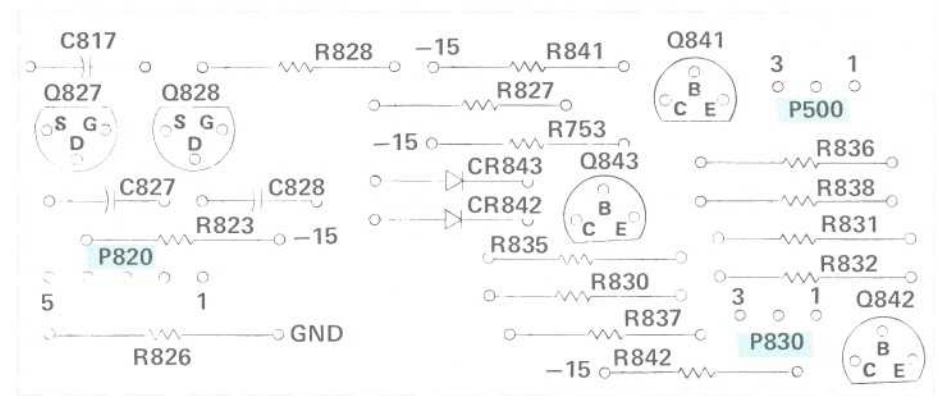 C817
R828
−15
R841
Q841
3 1
P500
Q827
Q828
R827
S G
D
S G
D
B
C E
−15
R753
R836
CR843
Q843
C827
C828
CR842
R838
B
C E
R823
−15
R831
P820
R835
R832
5 1
R830
3 1
Q842
GND
R837
P830
R826
B
C E
−15
R842